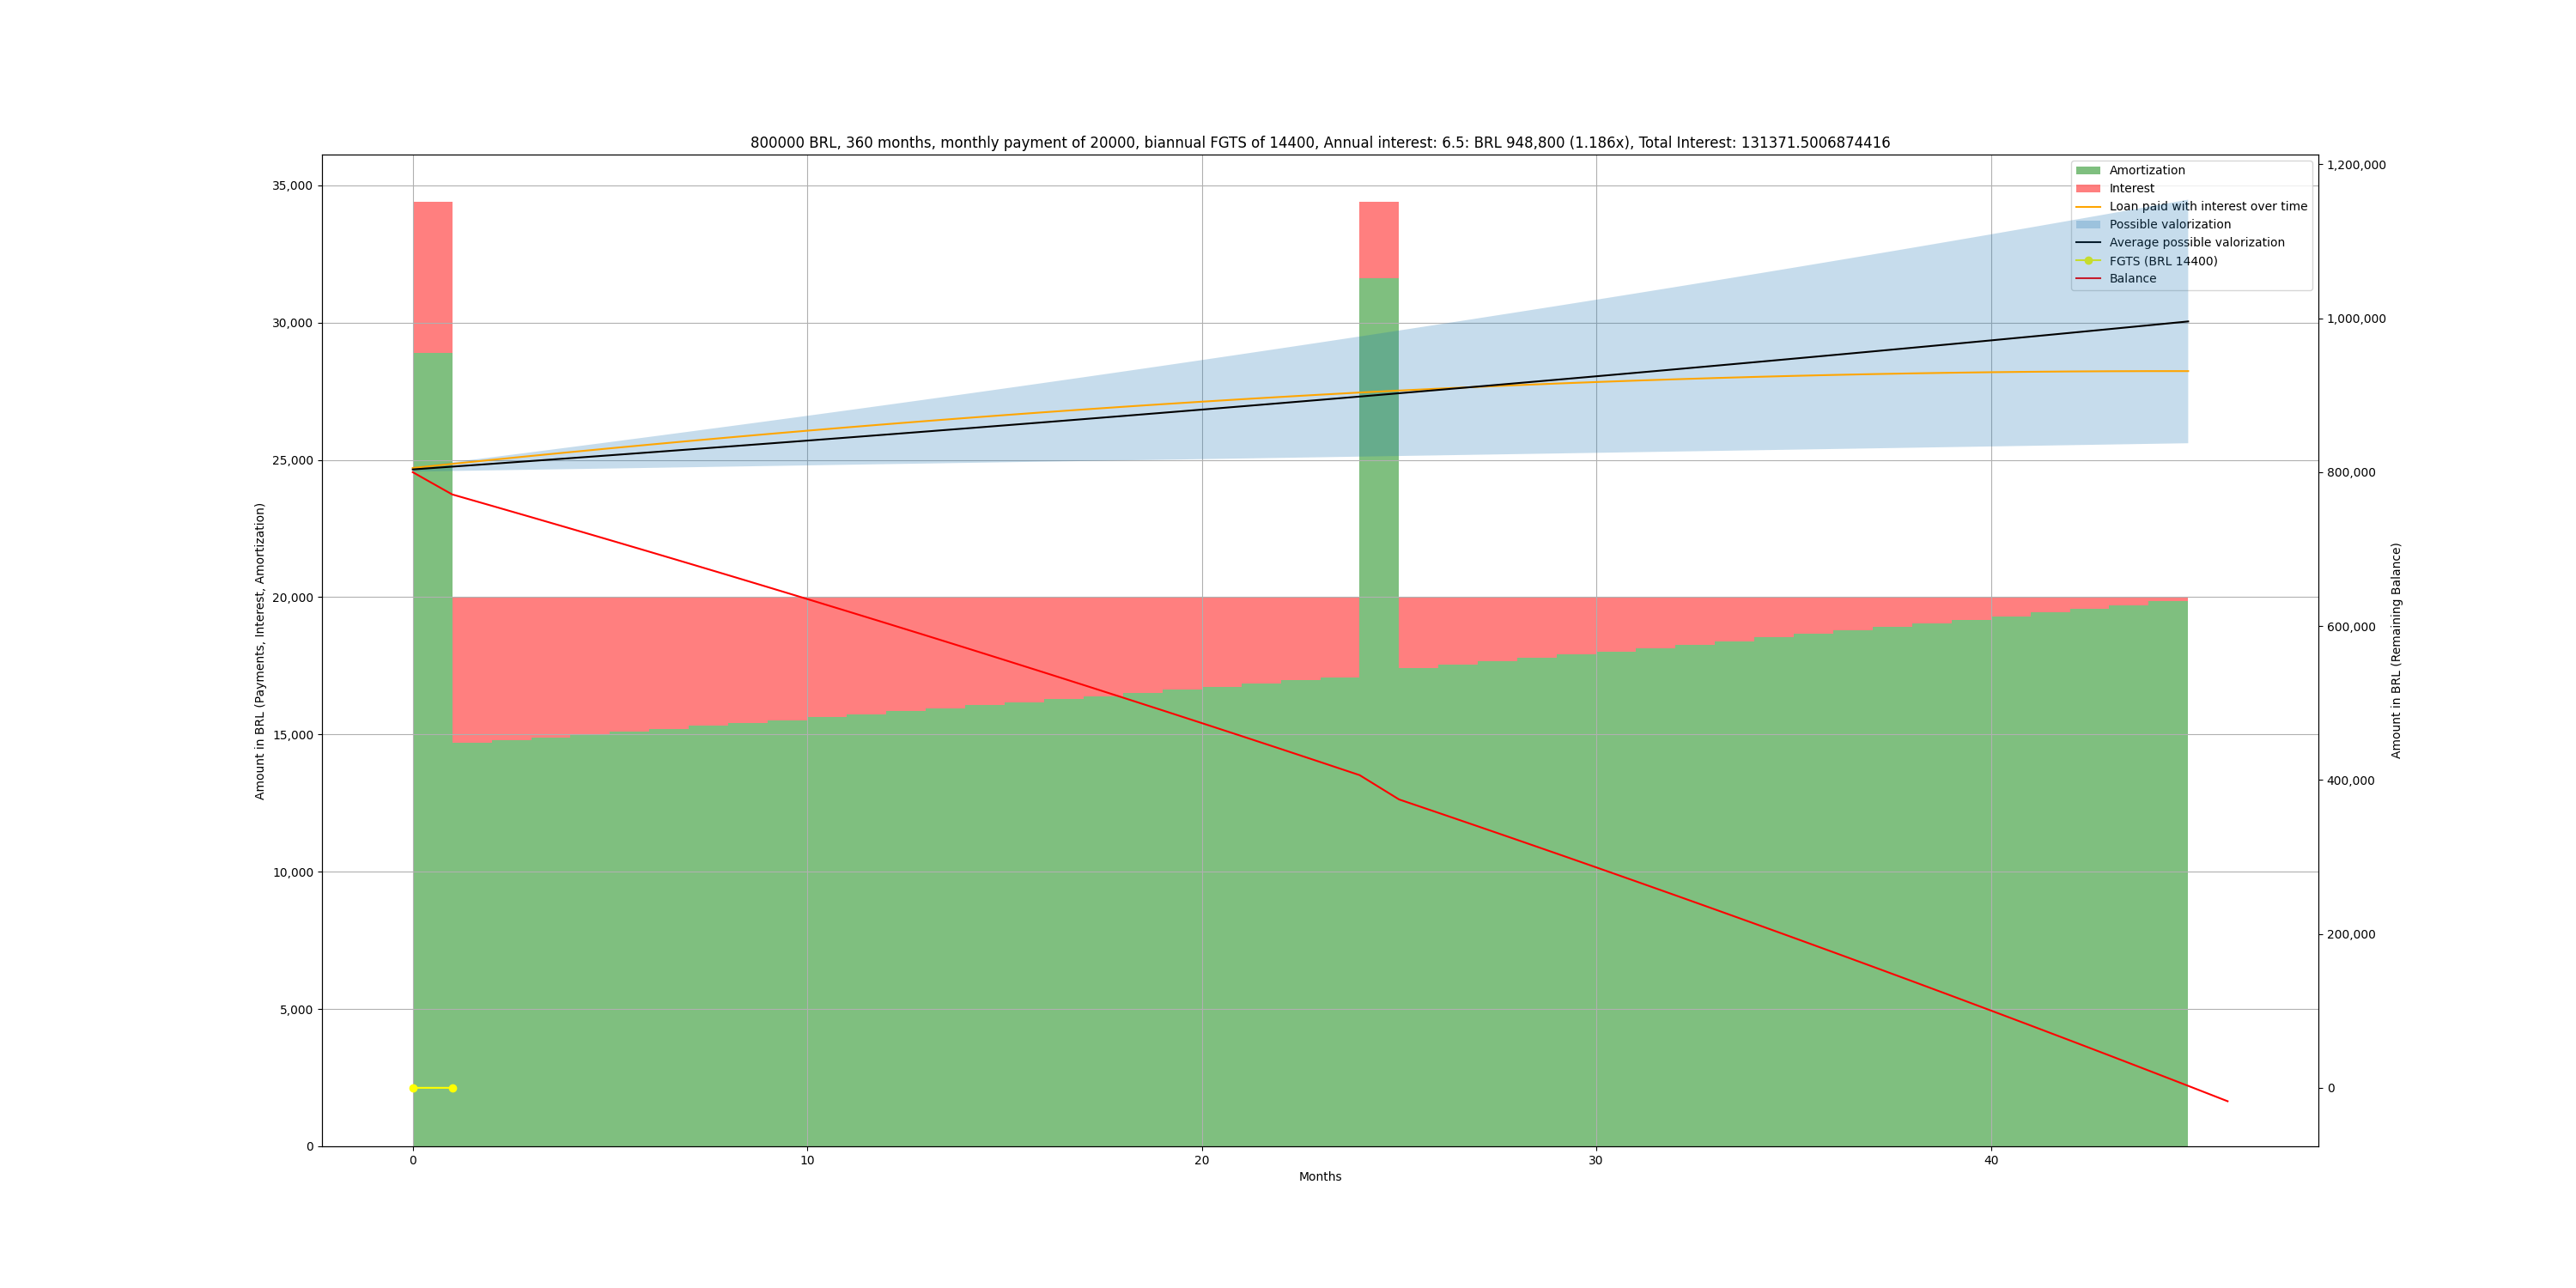 800000 BRL, 360 months, monthly payment of 20000, biannual FGTS of 14400, Annual interest: 6.5: BRL 948,800 (1.186x), Total Interest: 131371.5006874416
Amount in BRL (Payments, Interest, Amortization)
35,000
30,000
25,000
20,000
15,000
10,000
5,000
0
Amortization
Interest
Loan paid with interest over time
Possible valorization
Average possible valorization
FGTS (BRL 14400)
Balance
1,200,000
1,000,000
800,000
600,000
400,000
200,000
0
Amount in BRL (Remaining Balance)
0
10
20
30
40
Months